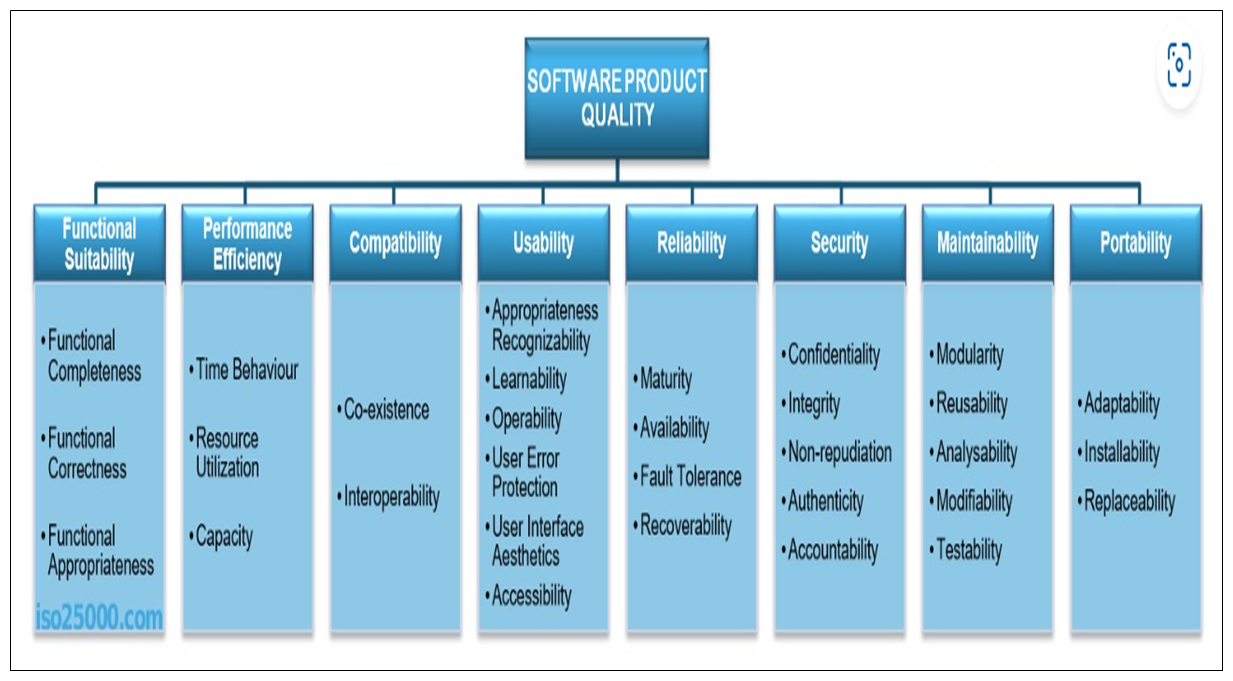 SOFTWARE PRODUCT
QUALITY
Functional
Suitability
• Functional
Completeness
• Functional
Correctness
• Functional
Appropriateness
iso25000.com
Performance
Efficiency
• Time Behaviour
• Resource
Utilization
• Capacity
Compatibility
• Co-existence
• Interoperability
Usability
• Appropriateness
Recognizability
• Learnability
• Operability
• User Error
Protection
• User Interface
Aesthetics
• Accessibility
Reliability
• Maturity
• Availability
• Fault Tolerance
• Recoverability
Security
• Confidentiality
• Integrity
• Non-repudiation
• Authenticity
• Accountability
Maintainability
• Modularity
• Reusability
• Analysability
• Modifiability
• Testability
Portability
• Adaptability
• Installability
• Replaceability